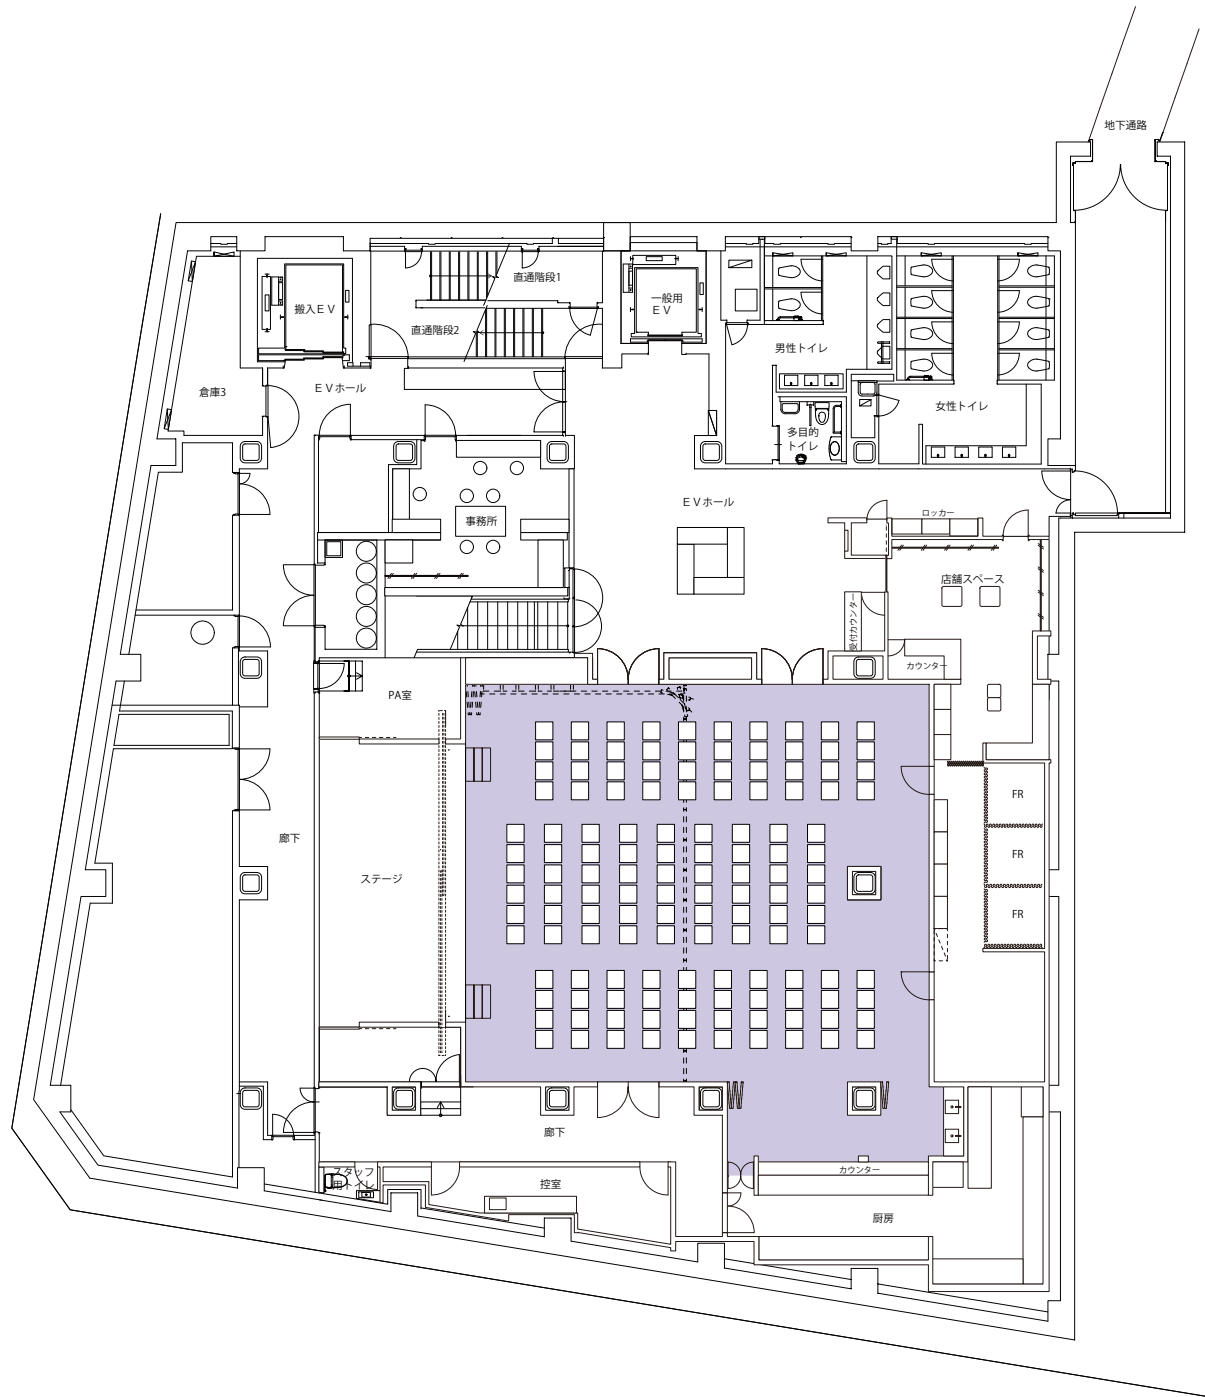 地下通路
直通階段1
搬入ＥＶ
一般用
ＥＶ
直通階段2
男性トイレ
倉庫3
ＥＶホール
女性トイレ
多目的
トイレ
ＥＶホール
ロッカー
事務所
店舗スペース
受付カウンター
カウンター
PA室
FR
廊下
FR
ステージ
FR
廊下
カウンター
スタッフ
用トイレ
控室
厨房